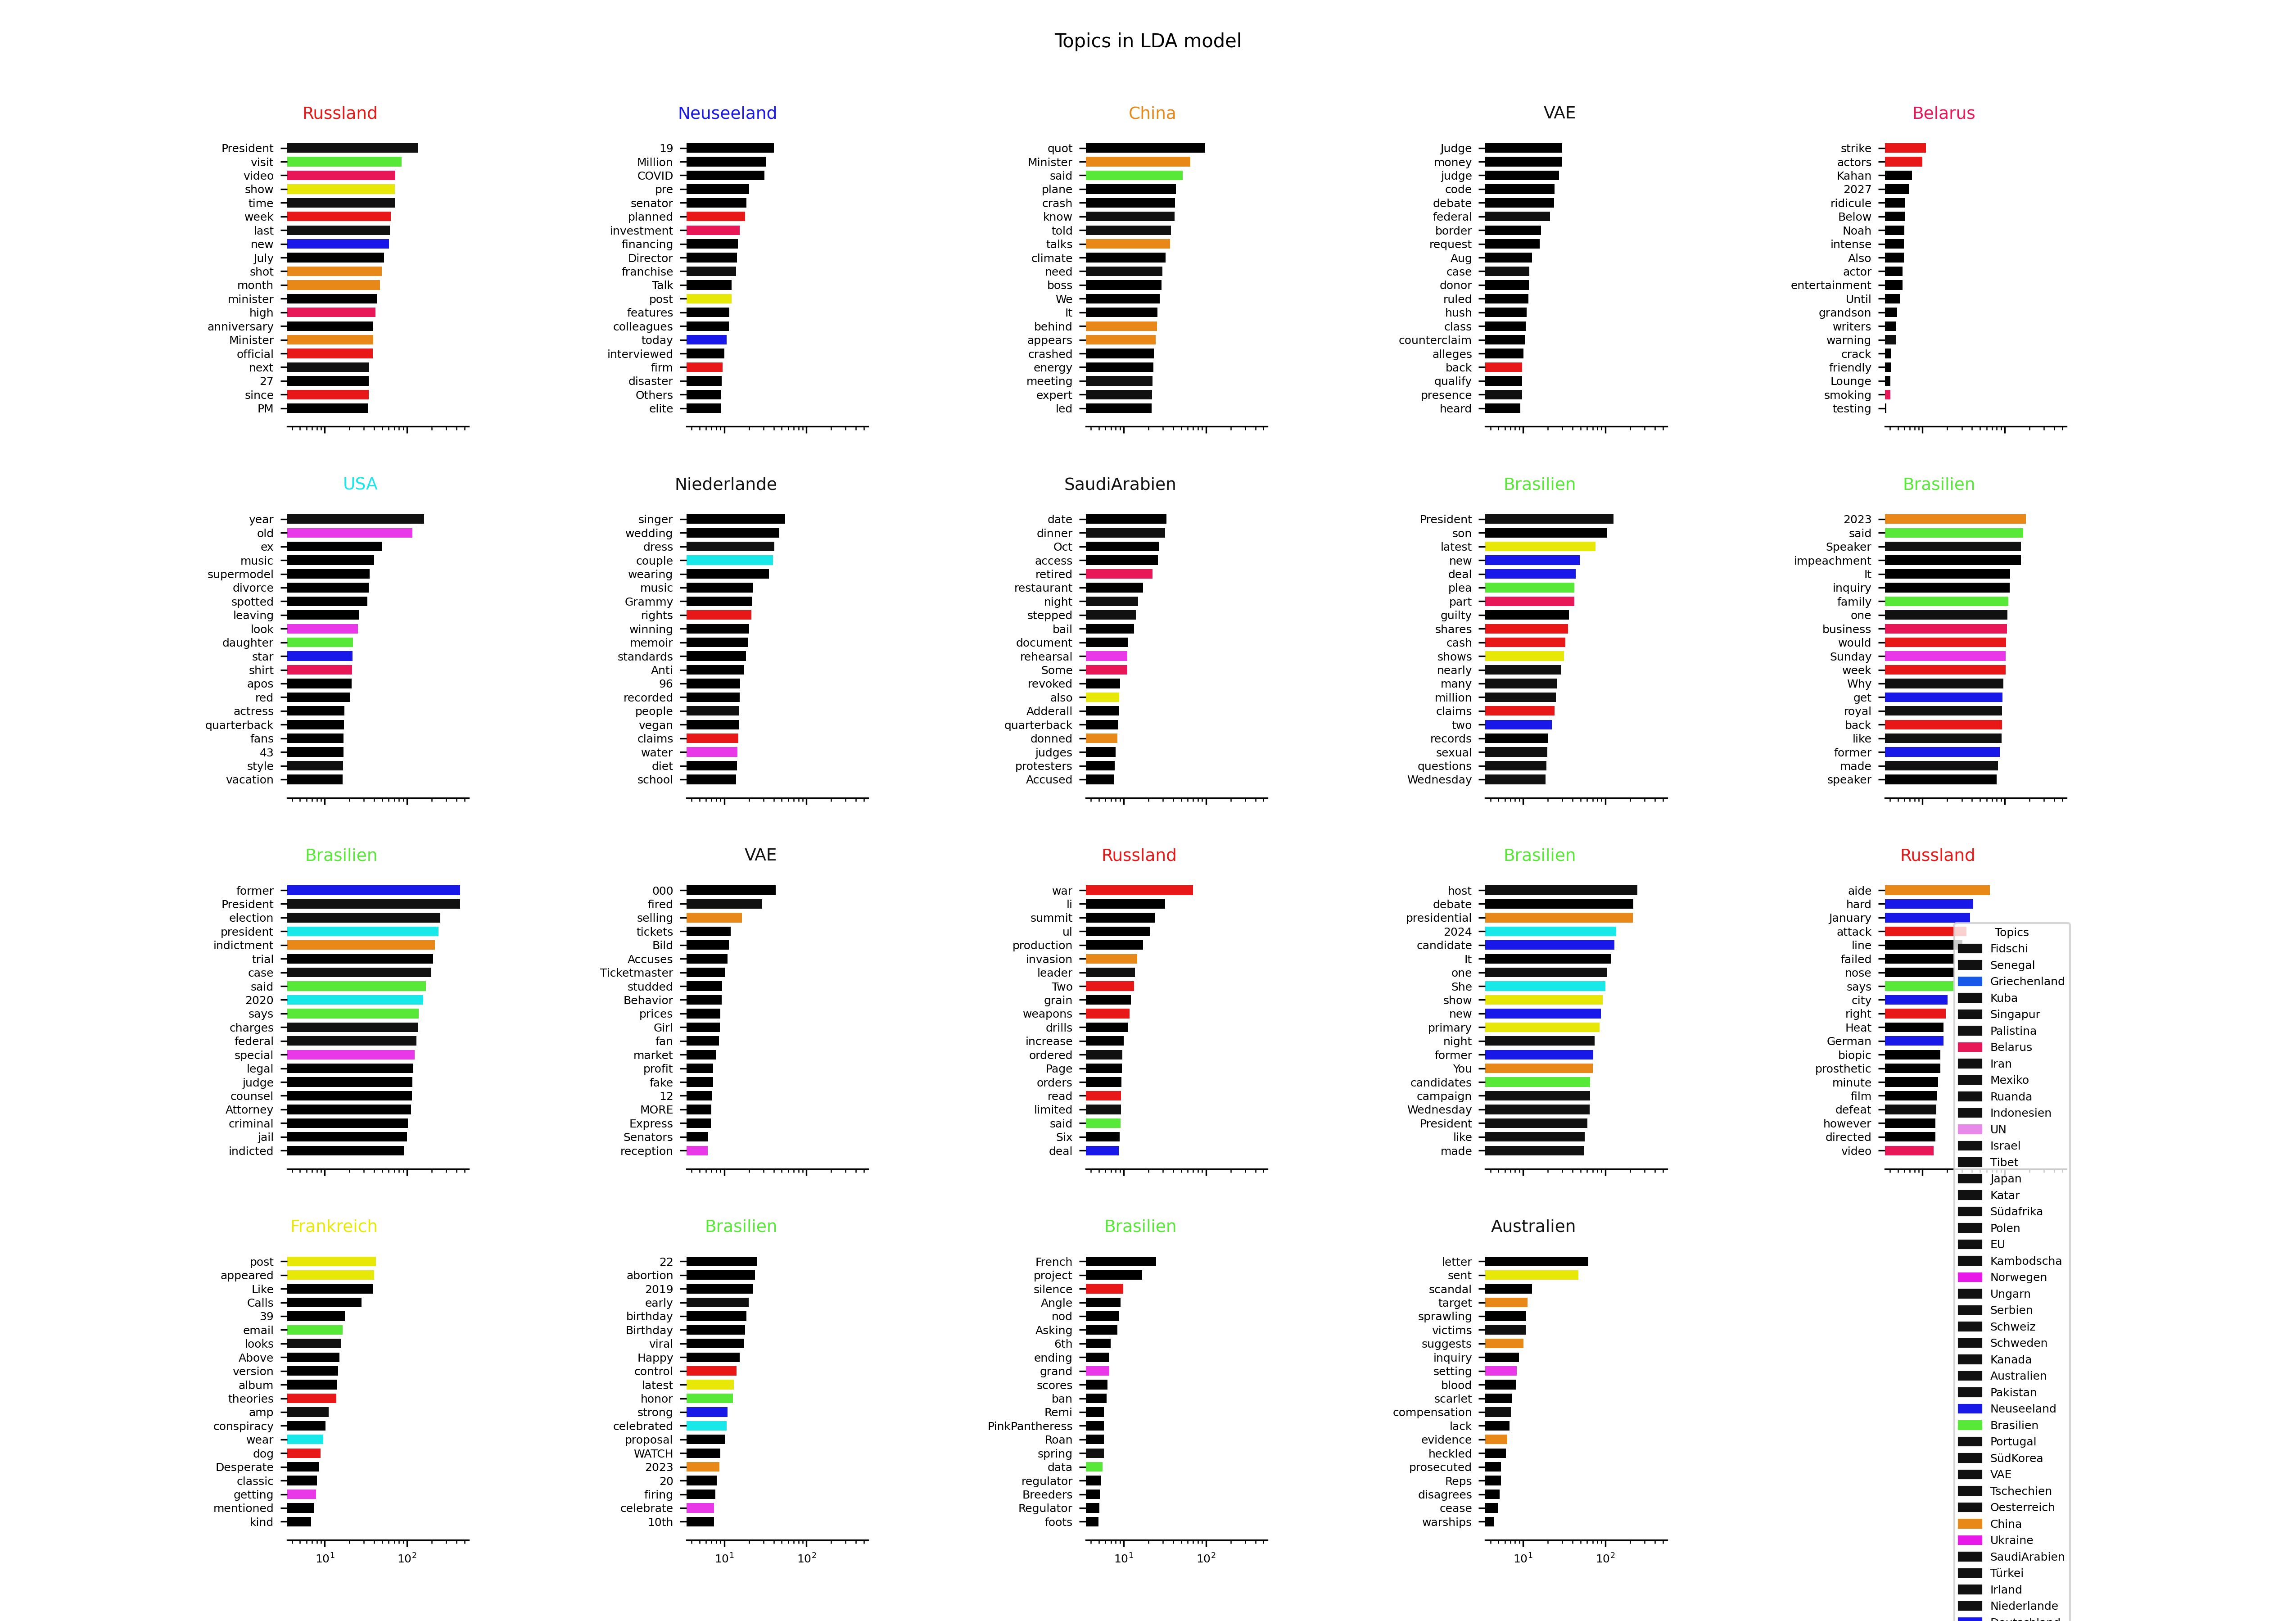 Topics in LDA model
Russland
President
visit
video
show
time
week
last
new
July
shot
month
minister
high
anniversary
Minister
official
next
27
since
PM
Neuseeland
19
Million
COVID
pre
senator
planned
investment
financing
Director
franchise
Talk
post
features
colleagues
today
interviewed
firm
disaster
Others
elite
China
quot
Minister
said
plane
crash
know
told
talks
climate
need
boss
We
It
behind
appears
crashed
energy
meeting
expert
led
VAE
Judge
money
judge
code
debate
federal
border
request
Aug
case
donor
ruled
hush
class
counterclaim
alleges
back
qualify
presence
heard
Belarus
strike
actors
Kahan
2027
ridicule
Below
Noah
intense
Also
actor
entertainment
Until
grandson
writers
warning
crack
friendly
Lounge
smoking
testing
USA
year
old
ex
music
supermodel
divorce
spotted
leaving
look
daughter
star
shirt
apos
red
actress
quarterback
fans
43
style
vacation
Niederlande
singer
wedding
dress
couple
wearing
music
Grammy
rights
winning
memoir
standards
Anti
96
recorded
people
vegan
claims
water
diet
school
SaudiArabien
date
dinner
Oct
access
retired
restaurant
night
stepped
bail
document
rehearsal
Some
revoked
also
Adderall
quarterback
donned
judges
protesters
Accused
Brasilien
President
son
latest
new
deal
plea
part
guilty
shares
cash
shows
nearly
many
million
claims
two
records
sexual
questions
Wednesday
Brasilien
2023
said
Speaker
impeachment
It
inquiry
family
one
business
would
Sunday
week
Why
get
royal
back
like
former
made
speaker
Brasilien
former
President
election
president
indictment
trial
case
said
2020
says
charges
federal
special
legal
judge
counsel
Attorney
criminal
jail
indicted
VAE
000
fired
selling
tickets
Bild
Accuses
Ticketmaster
studded
Behavior
prices
Girl
fan
market
profit
fake
12
MORE
Express
Senators
reception
Russland
war
li
summit
ul
production
invasion
leader
Two
grain
weapons
drills
increase
ordered
Page
orders
read
limited
said
Six
deal
Brasilien
host
debate
presidential
2024
candidate
It
one
She
show
new
primary
night
former
You
candidates
campaign
Wednesday
President
like
made
Russland
aide
hard
January
attack
line
failed
nose
says
city
right
Heat
German
biopic
prosthetic
minute
film
defeat
however
directed
video
Frankreich
post
appeared
Like
Calls
39
email
looks
Above
version
album
theories
amp
conspiracy
wear
dog
Desperate
classic
getting
mentioned
kind
10¹ 10²
Brasilien
22
abortion
2019
early
birthday
Birthday
viral
Happy
control
latest
honor
strong
celebrated
proposal
WATCH
2023
20
firing
celebrate
10th
10¹ 10²
Brasilien
French
project
silence
Angle
nod
Asking
6th
ending
grand
scores
ban
Remi
PinkPantheress
Roan
spring
data
regulator
Breeders
Regulator
foots
10¹ 10²
Australien
letter
sent
scandal
target
sprawling
victims
suggests
inquiry
setting
blood
scarlet
compensation
lack
evidence
heckled
prosecuted
Reps
disagrees
cease
warships
10¹ 10²
Topics
Fidschi
Senegal
Griechenland
Kuba
Singapur
Palistina
Belarus
Iran
Mexiko
Ruanda
Indonesien
UN
Israel
Tibet
Japan
Katar
Südafrika
Polen
EU
Kambodscha
Norwegen
Ungarn
Serbien
Schweiz
Schweden
Kanada
Australien
Pakistan
Neuseeland
Brasilien
Portugal
SüdKorea
VAE
Tschechien
Oesterreich
China
Ukraine
SaudiArabien
Türkei
Irland
Niederlande